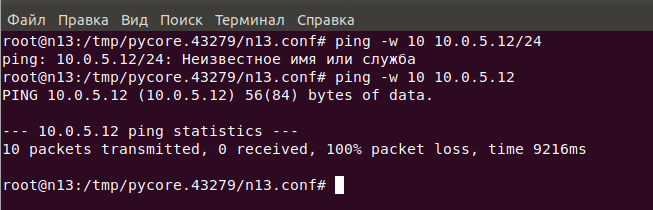 Файл Правка Вид Поиск Терминал Справка
root@n13:/tmp/pycore.43279/n13.conf# ping -w 10 10.0.5.12/24
ping: 10.0.5.12/24: Неизвестное имя или служба
root@n13:/tmp/pycore.43279/n13.conf# ping -w 10 10.0.5.12
PING 10.0.5.12 (10.0.5.12) 56(84) bytes of data.
--- 10.0.5.12 ping statistics ---
10 packets transmitted, 0 received, 100% packet loss, time 9216ms
root@n13:/tmp/pycore.43279/n13.conf#